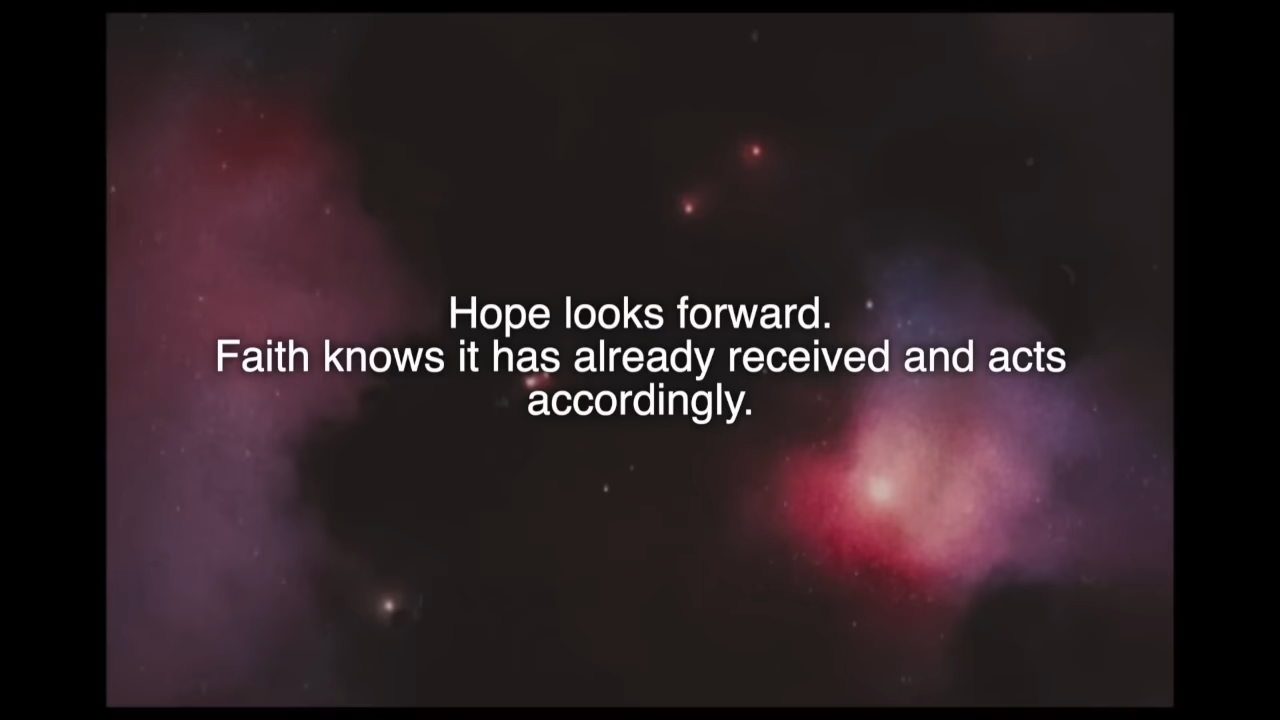 Hope looks forward.
Faith knows it has already received and acts
accordingly.